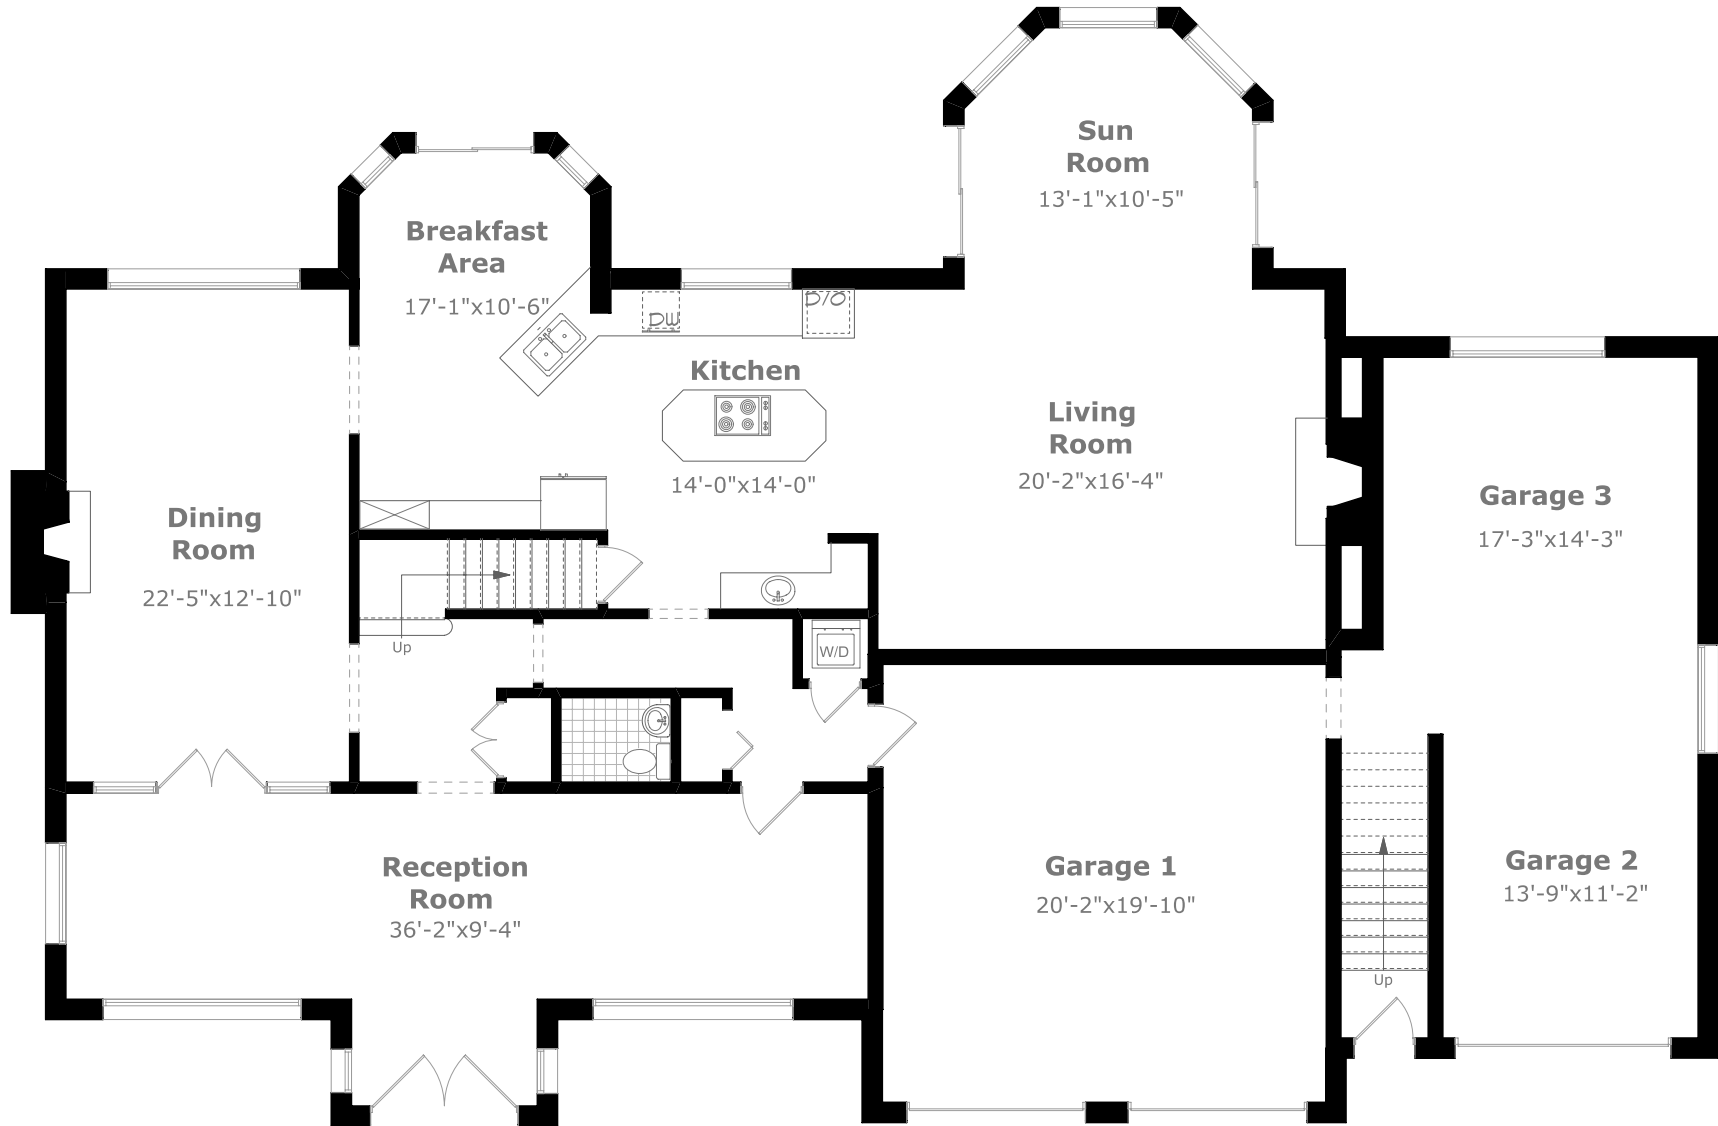 Sun
Room
13'-1"x10'-5"
Breakfast
Area
17'-1"x10'-6"
DW
D/O
Kitchen
14'-0"x14'-0"
Living
Room
20'-2"x16'-4"
Garage 3
17'-3"x14'-3"
Dining
Room
22'-5"x12'-10"
Up
W/D
Reception
Room
36'-2"x9'-4"
Garage 1
20'-2"x19'-10"
Garage 2
13'-9"x11'-2"
Up